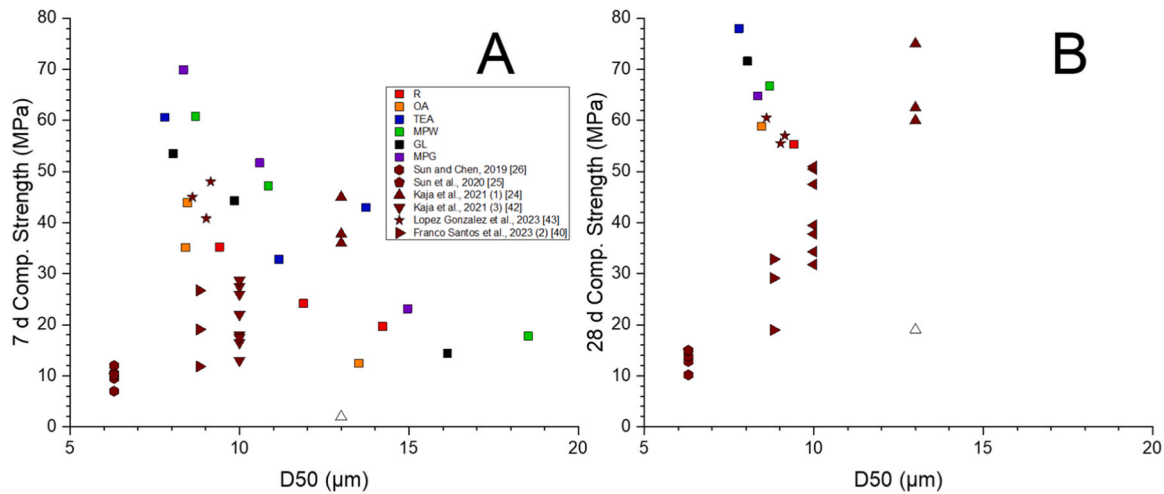 A
B
80
70
60
50
40
30
20
10
0
7 d Comp. Strength (MPa)
R
OA
TEA
MPW
GL
MPG
Sun and Chen, 2019 [26]
Sun et al., 2020 [25]
Kaja et al., 2021 (1) [24]
Kaja et al., 2021 (3) [42]
Lopez Gonzalez et al., 2023 [43]
Franco Santos et al., 2023 (2) [40]
5 10 15 20
D50 (μm)
80
70
60
50
40
30
20
10
0
28 d Comp. Strength (MPa)
5 10 15 20
D50 (μm)